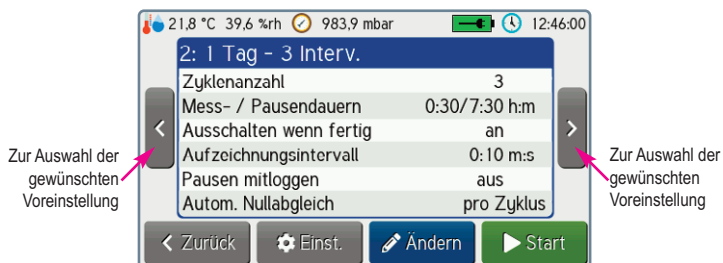 21,8 °C 39,6 %rh 983,9 mbar 12:46:00
2: 1 Tag - 3 Interv.
Zyklenanzahl 3
Mess- / Pausendauern 0:30/7:30 h:m
Ausschalten wenn fertig an
Aufzeichnungsintervall 0:10 m:s
Pausen mitloggen aus
Autom. Nullabgleich pro Zyklus
Zurück Einst. Ändern Start
Zur Auswahl der
gewünschten
Voreinstellung
Zur Auswahl der
gewünschten
Voreinstellung